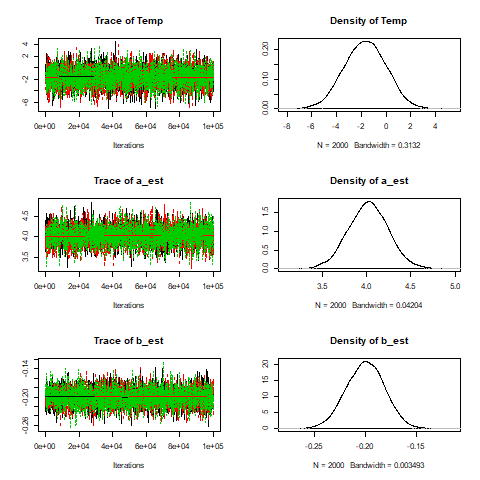 Trace of Temp
4
2
-2
-6
0e+00 2e+04 4e+04 6e+04 8e+04 1e+05
Iterations
Density of Temp
0.20
0.10
0.00
-8 -6 -4 -2 0 2 4
N = 2000 Bandwidth = 0.3132
Trace of a_est
4.5
4.0
3.5
0e+00 2e+04 4e+04 6e+04 8e+04 1e+05
Iterations
Density of a_est
1.5
1.0
0.5
0.0
3.5 4.0 4.5 5.0
N = 2000 Bandwidth = 0.04204
Trace of b_est
-0.14
-0.20
-0.26
0e+00 2e+04 4e+04 6e+04 8e+04 1e+05
Iterations
Density of b_est
20
15
10
5
0
-0.25 -0.20 -0.15
N = 2000 Bandwidth = 0.003493